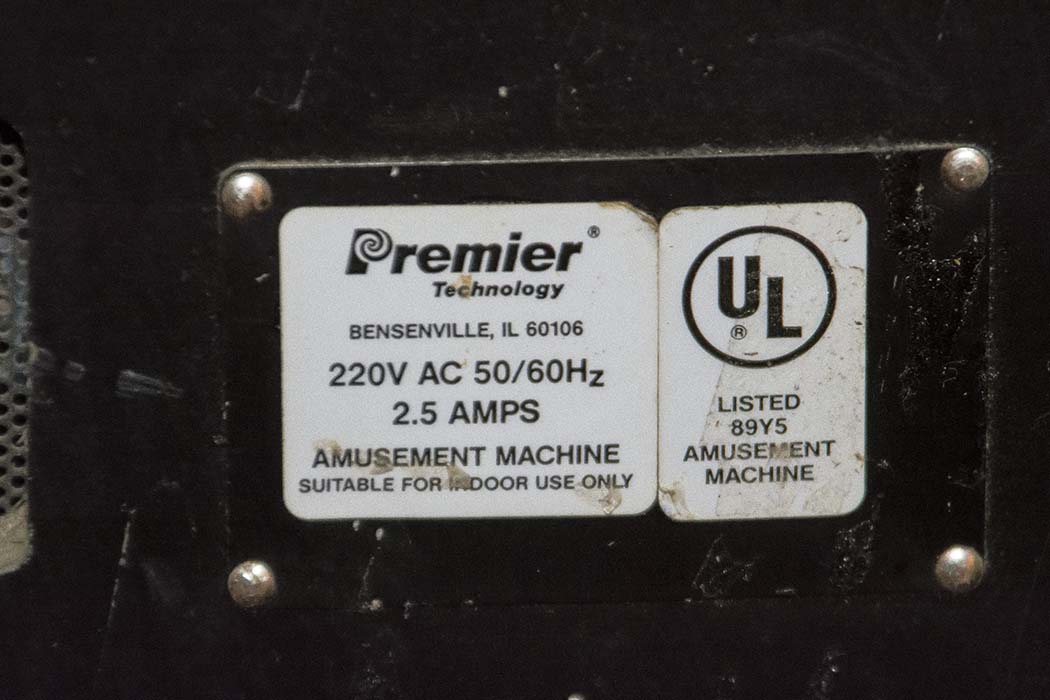 Premier®
Technology
BENSENVILLE, IL 60106
220V AC 50/60Hz
2.5 AMPS
AMUSEMENT MACHINE
SUITABLE FOR INDOOR USE ONLY
UL®
LISTED
89Y5
AMUSEMENT
MACHINE